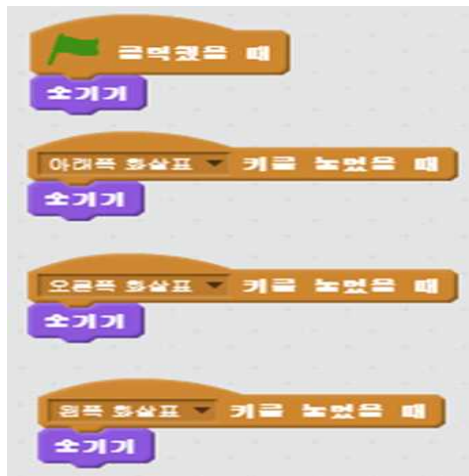 클릭했을 때
숨기기
아래쪽 화살표 키를 눌렀을 때
숨기기
오른쪽 화살표 키를 눌렀을 때
숨기기
왼쪽 화살표 키를 눌렀을 때
숨기기